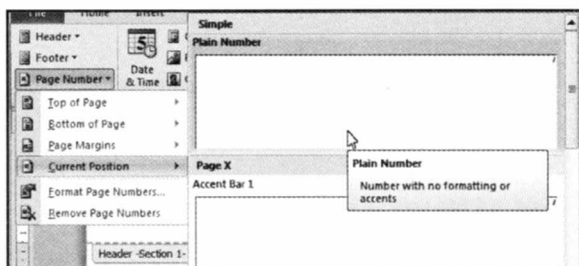 File Home Insert
Header
Footer
Page Number
Date
& Time
Top of Page
Bottom of Page
Page Margins
Current Position
Format Page Numbers...
Remove Page Numbers
Header -Section 1-
Simple
Plain Number
Page X
Accent Bar 1
Plain Number
Number with no formatting or
accents